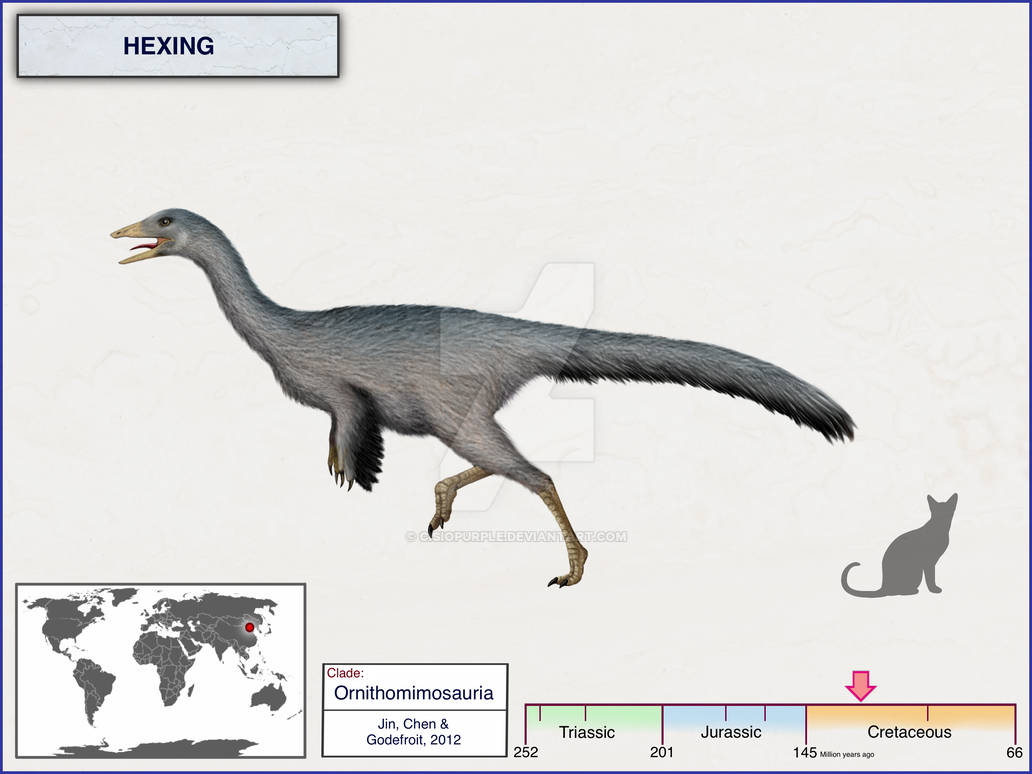 HEXING
© CISIOPURPLE.DEVIANTART.COM
Clade:
Ornithomimosauria
Jin, Chen &
Godefroit, 2012
Triassic
Jurassic
Cretaceous
252
201
145 Million years ago
66